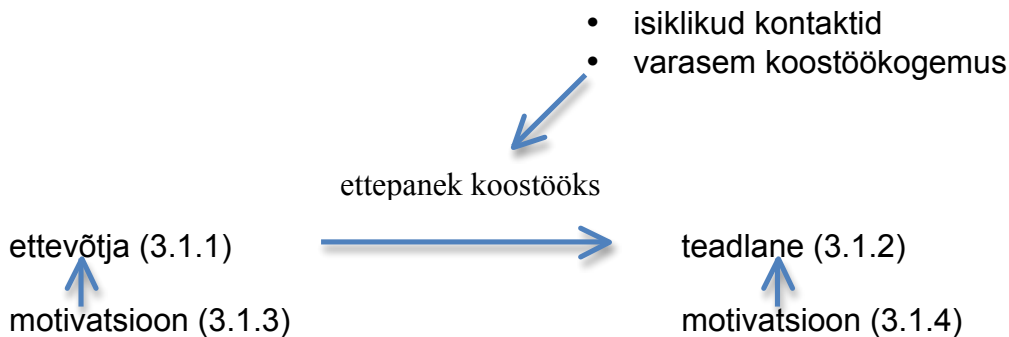 • isiklikud kontaktid
• varasem koostöökogemus
ettepanek koostööks
ettevõtja (3.1.1)
teadlane (3.1.2)
motivatsioon (3.1.3)
motivatsioon (3.1.4)